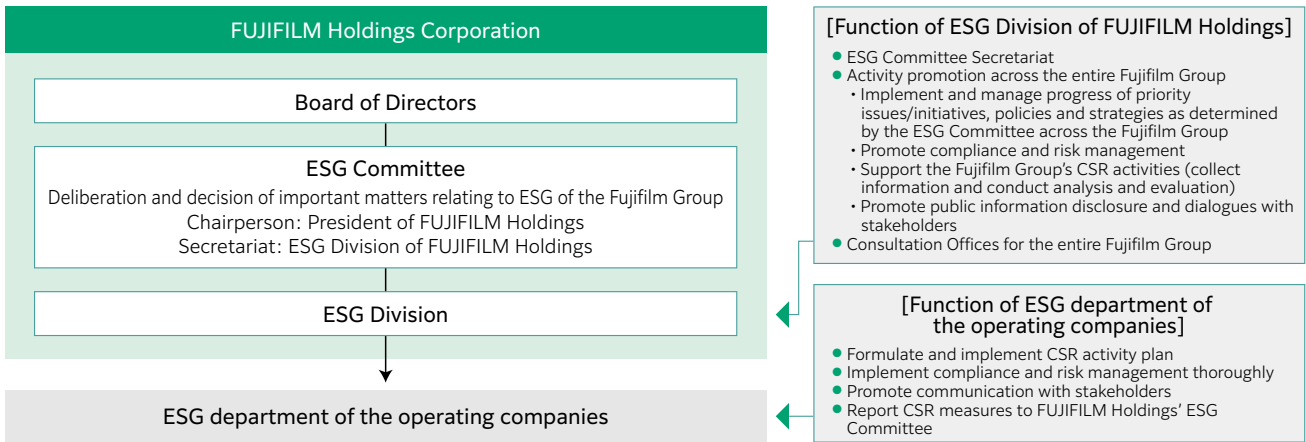 FUJIFILM Holdings Corporation
Board of Directors
ESG Committee
Deliberation and decision of important matters relating to ESG of the Fujifilm Group
Chairperson: President of FUJIFILM Holdings
Secretariat: ESG Division of FUJIFILM Holdings
ESG Division
ESG department of the operating companies
[Function of ESG Division of FUJIFILM Holdings]
● ESG Committee Secretariat
● Activity promotion across the entire Fujifilm Group
・Implement and manage progress of priority
issues/initiatives, policies and strategies as determined
by the ESG Committee across the Fujifilm Group
・Promote compliance and risk management
・Support the Fujifilm Group's CSR activities (collect
information and conduct analysis and evaluation)
・Promote public information disclosure and dialogues with
stakeholders
● Consultation Offices for the entire Fujifilm Group
[Function of ESG department of
the operating companies]
● Formulate and implement CSR activity plan
● Implement compliance and risk management thoroughly
● Promote communication with stakeholders
● Report CSR measures to FUJIFILM Holdings' ESG
Committee